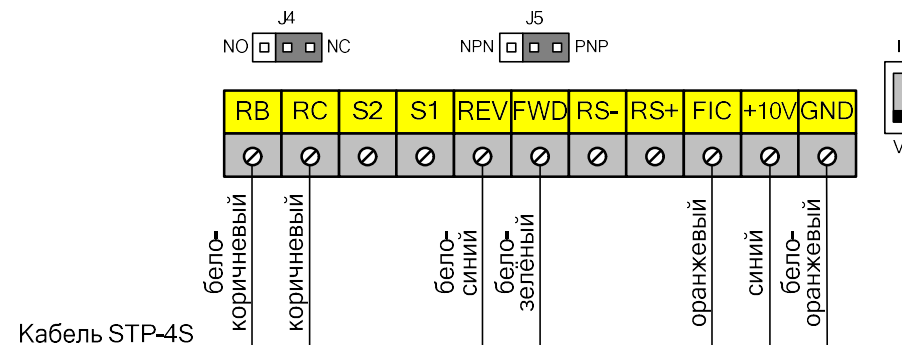 J4
J5
NO
NC
NPN
PNP
I
V
RB RC S2 S1 REV FWD RS- RS+ FIC +10V GND
бело-
коричневый
коричневый
бело-
синий
бело-
зелёный
оранжевый
синий
бело-
оранжевый
Кабель STP-4S